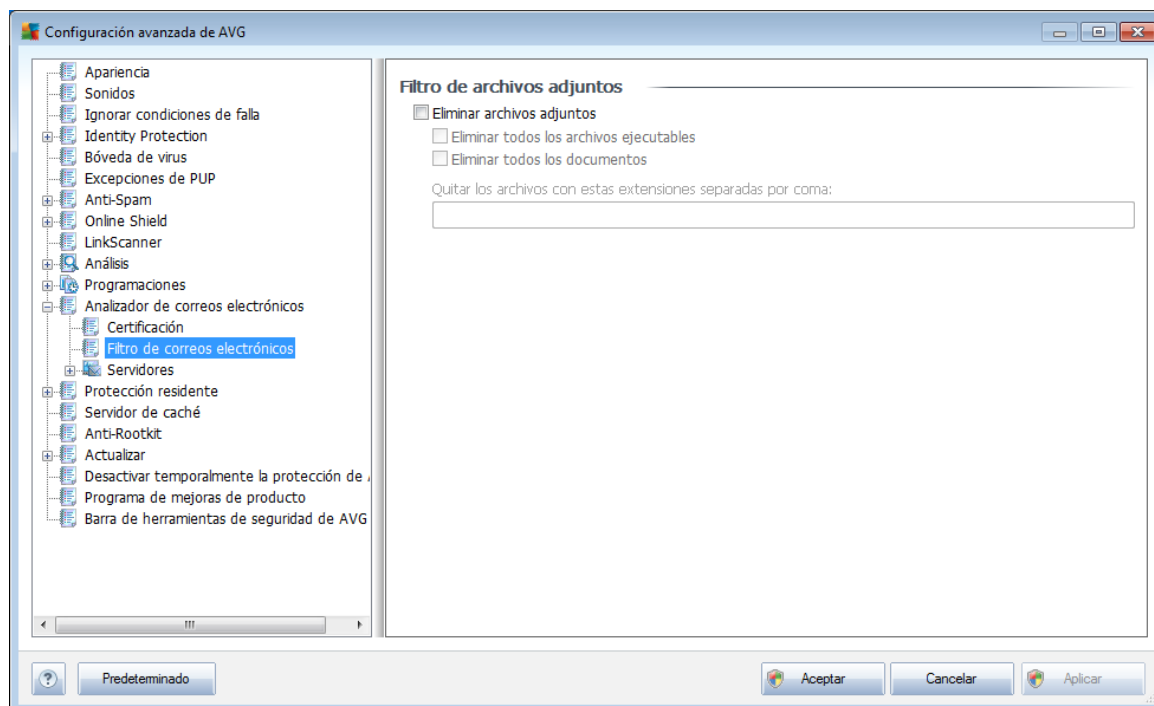 Configuración avanzada de AVG
Apariencia
Sonidos
Ignorar condiciones de falla
Identity Protection
Bóveda de virus
Excepciones de PUP
Anti-Spam
Online Shield
LinkScanner
Análisis
Programaciones
Analizador de correos electrónicos
Certificación
Filtro de correos electrónicos
Servidores
Protección residente
Servidor de caché
Anti-Rootkit
Actualizar
Desactivar temporalmente la protección de
Programa de mejoras de producto
Barra de herramientas de seguridad de AVG
Filtro de archivos adjuntos
Eliminar archivos adjuntos
Eliminar todos los archivos ejecutables
Eliminar todos los documentos
Quitar los archivos con estas extensiones separadas por coma:
?
Predeterminado
Aceptar
Cancelar
Aplicar